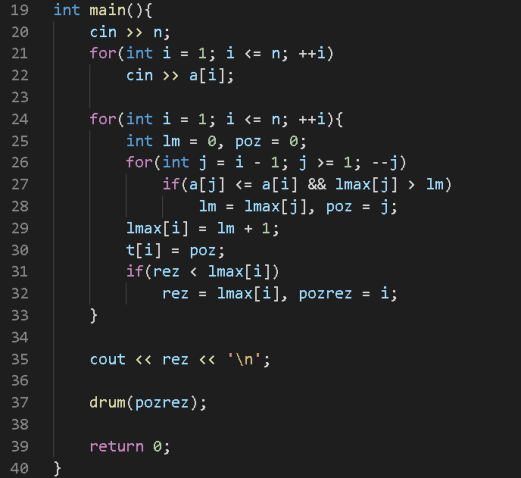 19 int main(){
20     cin >> n;
21     for(int i = 1; i <= n; ++i)
22         cin >> a[i];
23
24     for(int i = 1; i <= n; ++i){
25         int lm = 0, poz = 0;
26         for(int j = i - 1; j >= 1; --j)
27             if(a[j] <= a[i] && lmax[j] > lm)
28                 lm = lmax[j], poz = j;
29         lmax[i] = lm + 1;
30         t[i] = poz;
31         if(rez < lmax[i])
32             rez = lmax[i], pozrez = i;
33     }
34
35     cout << rez << '\n';
36
37     drum(pozrez);
38
39     return 0;
40 }